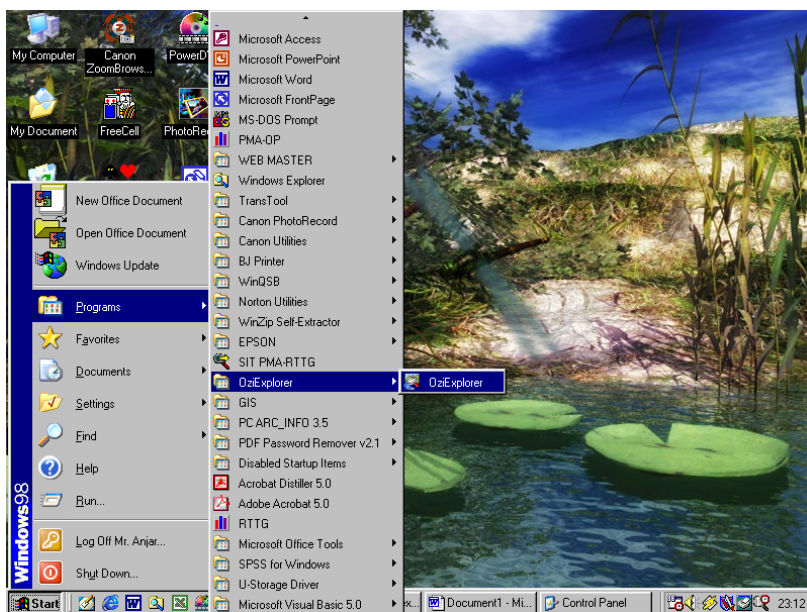 My Computer
Canon
ZoomBrows...
PowerD
My Document
FreeCell
PhotoRec
New Office Document
Open Office Document
Windows Update
Programs
Favorites
Documents
Settings
Find
Help
Run...
Log Off Mr. Anjar...
Shut Down...
Windows98
Microsoft Access
Microsoft PowerPoint
Microsoft Word
Microsoft FrontPage
MS-DOS Prompt
PMA-OP
WEB MASTER
Windows Explorer
TransTool
Canon PhotoRecord
Canon Utilities
BJ Printer
WinQSB
Norton Utilities
WinZip Self-Extractor
EPSON
SIT PMA-RTTG
OziExplorer
OziExplorer
GIS
PC ARC_INFO 3.5
PDF Password Remover v2.1
Disabled Startup Items
Acrobat Distiller 5.0
Adobe Acrobat 5.0
RTTG
Microsoft Office Tools
SPSS for Windows
U-Storage Driver
Microsoft Visual Basic 5.0
Start
Document1 - Mi...
Control Panel
23:12